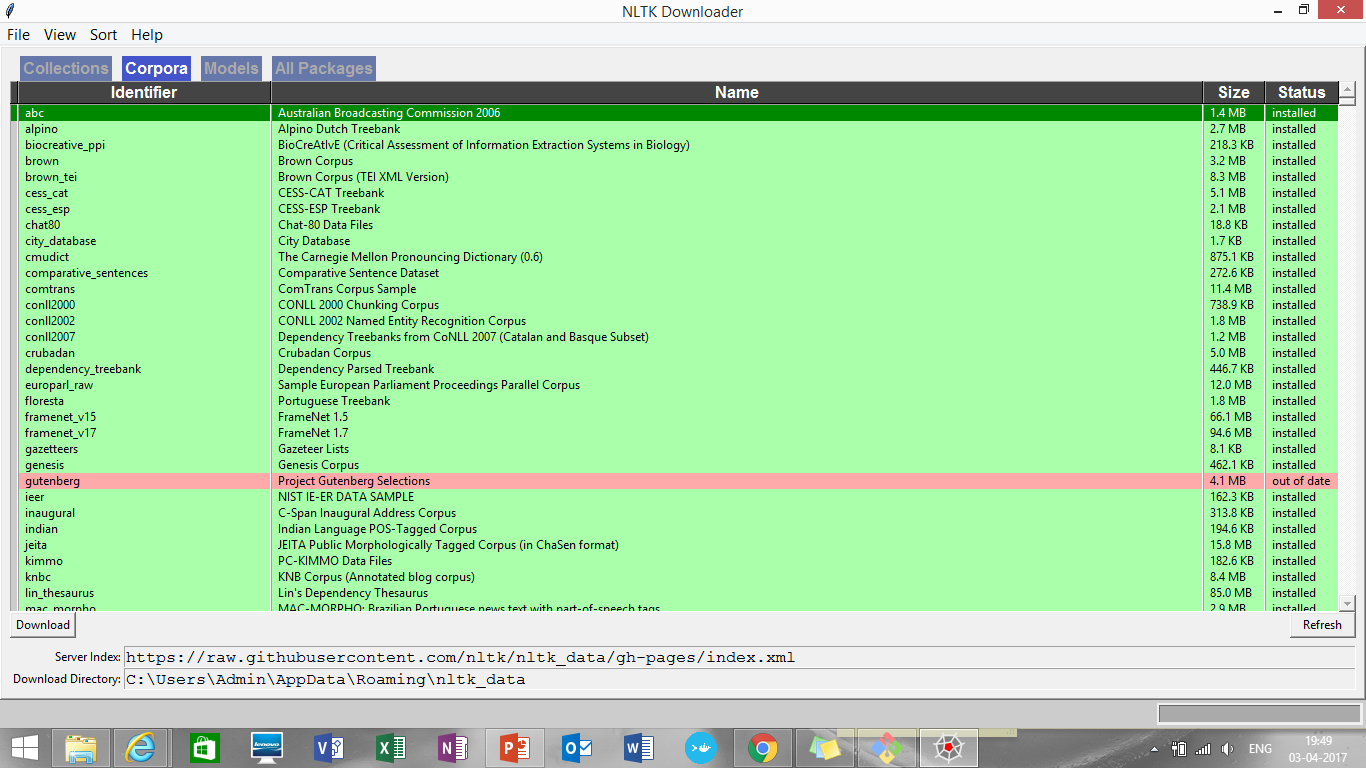 NLTK Downloader
File View Sort Help
Collections Corpora Models All Packages
Identifier Name Size Status
abc Australian Broadcasting Commission 2006 1.4 MB installed
alpino Alpino Dutch Treebank 2.7 MB installed
biocreative_ppi BioCreAtIvE (Critical Assessment of Information Extraction Systems in Biology) 218.3 KB installed
brown Brown Corpus 3.2 MB installed
brown_tei Brown Corpus (TEI XML Version) 8.3 MB installed
cess_cat CESS-CAT Treebank 5.1 MB installed
cess_esp CESS-ESP Treebank 2.1 MB installed
chat80 Chat-80 Data Files 18.8 KB installed
city_database City Database 1.7 KB installed
cmudict The Carnegie Mellon Pronouncing Dictionary (0.6) 875.1 KB installed
comparative_sentences Comparative Sentence Dataset 272.6 KB installed
comtrans ComTrans Corpus Sample 11.4 MB installed
conll2000 CONLL 2000 Chunking Corpus 738.9 KB installed
conll2002 CONLL 2002 Named Entity Recognition Corpus 1.8 MB installed
conll2007 Dependency Treebanks from CoNLL 2007 (Catalan and Basque Subset) 1.2 MB installed
crubadan Crubadan Corpus 5.0 MB installed
dependency_treebank Dependency Parsed Treebank 446.7 KB installed
europarl_raw Sample European Parliament Proceedings Parallel Corpus 12.0 MB installed
floresta Portuguese Treebank 1.8 MB installed
framenet_v15 FrameNet 1.5 66.1 MB installed
framenet_v17 FrameNet 1.7 94.6 MB installed
gazetteers Gazeteer Lists 8.1 KB installed
genesis Genesis Corpus 462.1 KB installed
gutenberg Project Gutenberg Selections 4.1 MB out of date
ieer NIST IE-ER DATA SAMPLE 162.3 KB installed
inaugural C-Span Inaugural Address Corpus 313.8 KB installed
indian Indian Language POS-Tagged Corpus 194.6 KB installed
jeita JEITA Public Morphologically Tagged Corpus (in ChaSen format) 15.8 MB installed
kimmo PC-KIMMO Data Files 182.6 KB installed
knbc KNB Corpus (Annotated blog corpus) 8.4 MB installed
lin_thesaurus Lin's Dependency Thesaurus 85.0 MB installed
mac_morpho MAC-MORPHO: Brazilian Portuguese news text with part-of-speech tags 2.9 MB installed
Download Refresh
Server Index: https://raw.githubusercontent.com/nltk/nltk_data/gh-pages/index.xml
Download Directory: C:\Users\Admin\AppData\Roaming\nltk_data
lenovo
ENG 19:49
03-04-2017